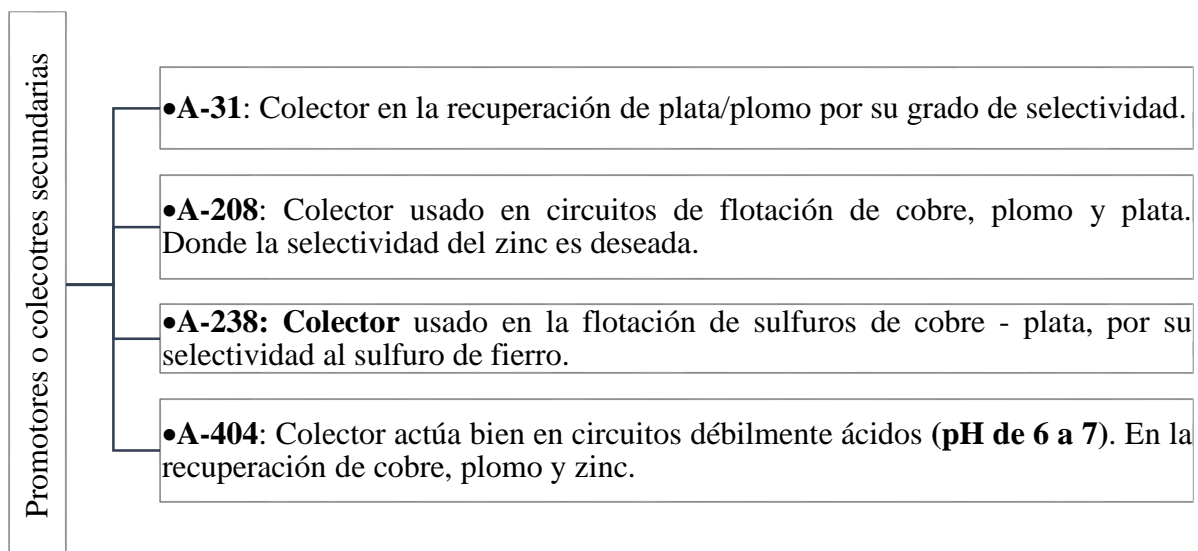 Promotores o colecotres secundarias
•A-31: Colector en la recuperación de plata/plomo por su grado de selectividad.
•A-208: Colector usado en circuitos de flotación de cobre, plomo y plata.
Donde la selectividad del zinc es deseada.
•A-238: Colector usado en la flotación de sulfuros de cobre - plata, por su
selectividad al sulfuro de fierro.
•A-404: Colector actúa bien en circuitos débilmente ácidos (pH de 6 a 7). En la
recuperación de cobre, plomo y zinc.